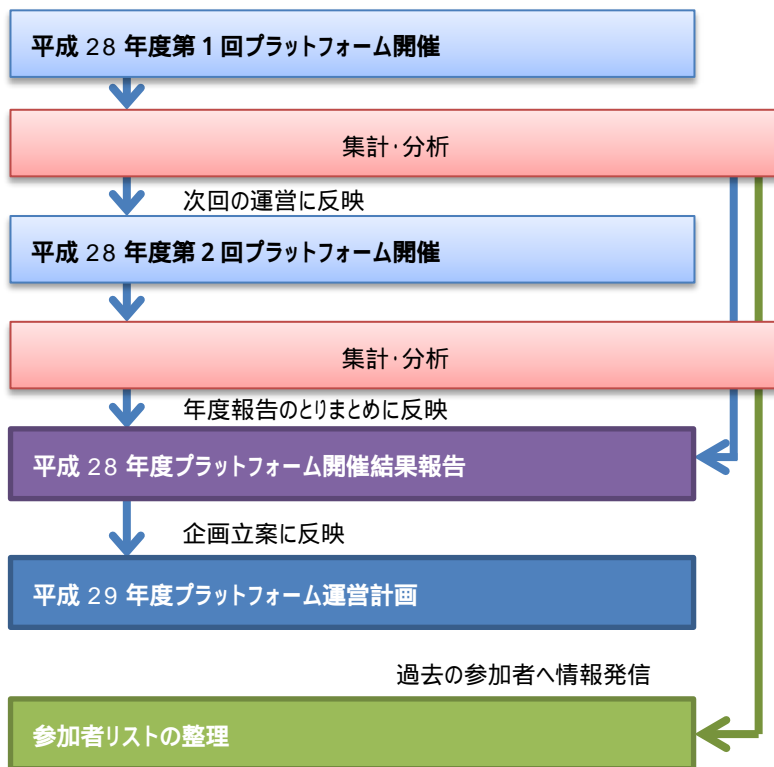 平成 28 年度第 1 回プラットフォーム開催
集計・分析
次回の運営に反映
平成 28 年度第 2 回プラットフォーム開催
集計・分析
年度報告のとりまとめに反映
平成 28 年度プラットフォーム開催結果報告
企画立案に反映
平成 29 年度プラットフォーム運営計画
過去の参加者へ情報発信
参加者リストの整理